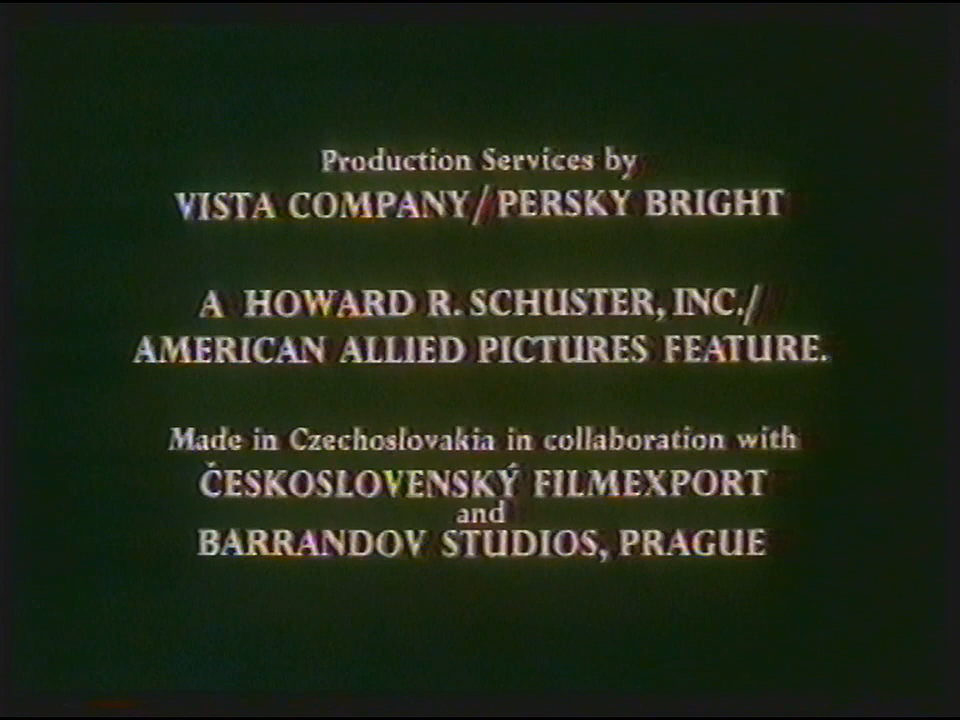 Production Services by
VISTA COMPANY/PERSKY BRIGHT
A HOWARD R. SCHUSTER, INC./
AMERICAN ALLIED PICTURES FEATURE.
Made in Czechoslovakia in collaboration with
ČESKOSLOVENSKÝ FILMEXPORT
and
BARRANDOV STUDIOS, PRAGUE